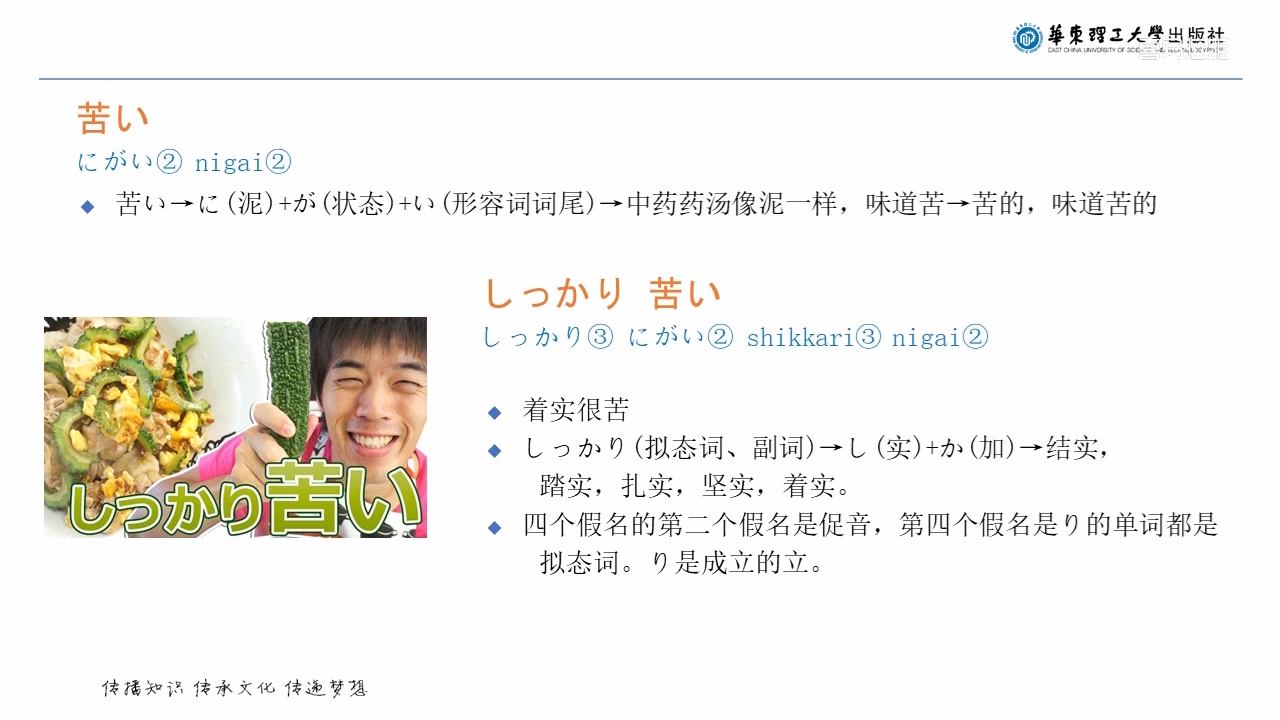 華東理工大學出版社
EAST CHINA UNIVERSITY OF SCIENCE AND TECHNOLOGY PRESS
苦い
にがい② nigai②
◆ 苦い→に(泥)+が(状态)+い(形容词词尾)→中药药汤像泥一样，味道苦→苦的，味道苦的
しっかり 苦い
しっかり③ にがい② shikkari③ nigai②
◆ 着实很苦
◆ しっかり(拟态词、副词)→し(实)+か(加)→结实，
踏实，扎实，坚实，着实。
◆ 四个假名的第二个假名是促音，第四个假名是り的单词都是
拟态词。り是成立的立。
しっかり苦い
传播知识 传承文化 传递梦想